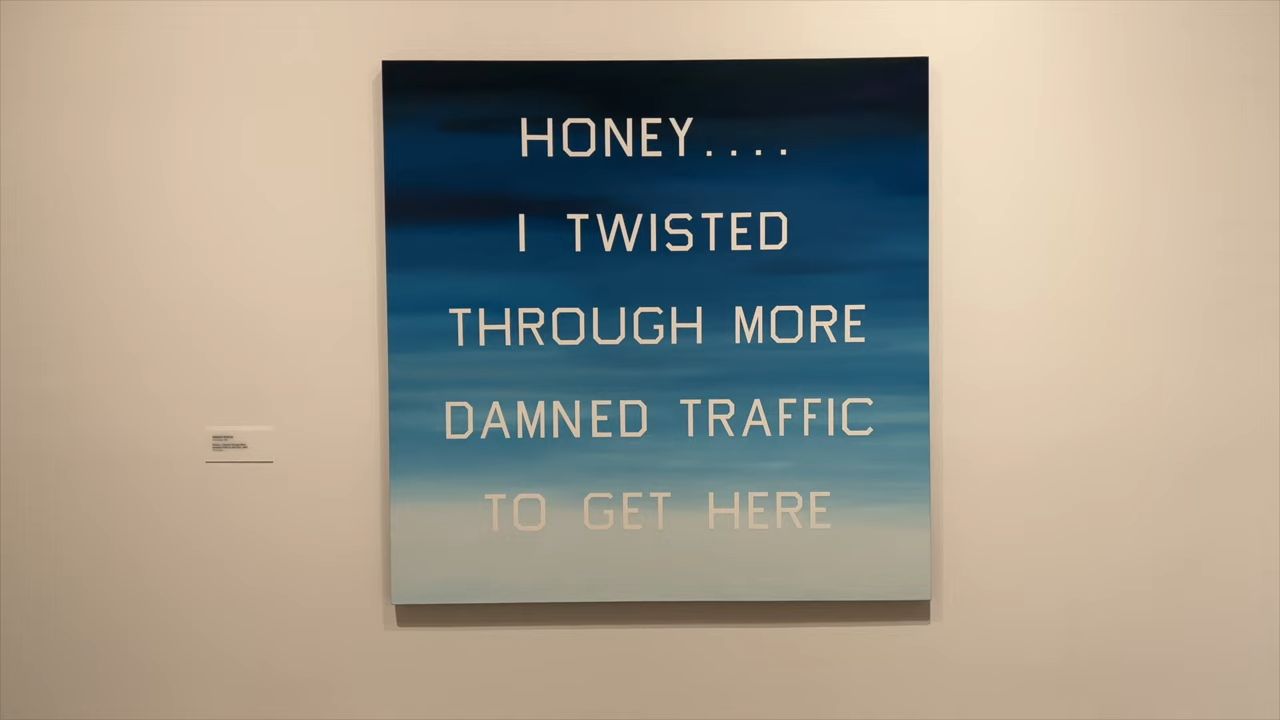 HONEY....
I TWISTED
THROUGH MORE
DAMNED TRAFFIC
TO GET HERE